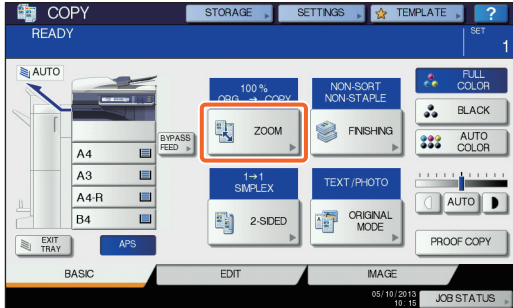 COPY
STORAGE
SETTINGS
TEMPLATE
?
READY
SET
1
AUTO
100 %
ORG. → COPY
ZOOM
NON-SORT
NON-STAPLE
FINISHING
FULL
COLOR
BLACK
AUTO
COLOR
BYPASS
FEED
A4
A3
A4-R
B4
1→1
SIMPLEX
2-SIDED
TEXT/PHOTO
ORIGINAL
MODE
AUTO
EXIT
TRAY
APS
PROOF COPY
BASIC
EDIT
IMAGE
05/10/2013
10:15
JOB STATUS